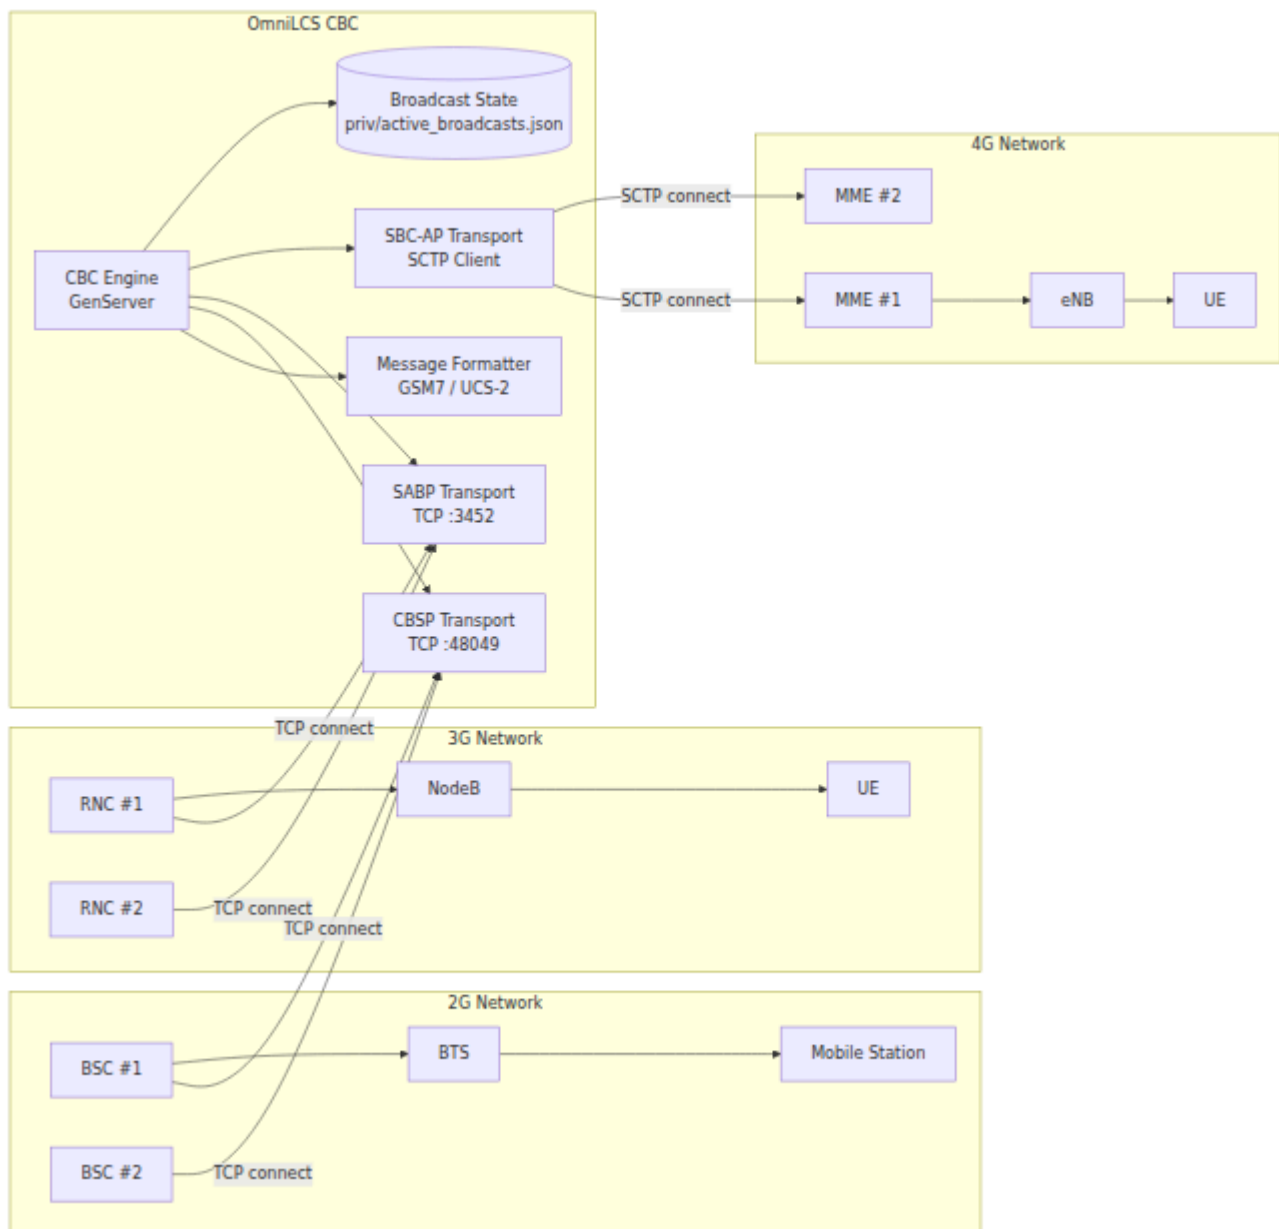 OmniLCS CBC
Broadcast State
priv/active_broadcasts.json
4G Network
SCTP connect
MME #2
SBC-AP Transport
SCTP Client
CBC Engine
GenServer
SCTP connect
MME #1
eNB
UE
Message Formatter
GSM7 / UCS-2
SABP Transport
TCP :3452
CBSP Transport
TCP :48049
TCP connect
3G Network
RNC #1
NodeB
UE
RNC #2
TCP connect
TCP connect
2G Network
BSC #1
BTS
Mobile Station
BSC #2
TCP connect